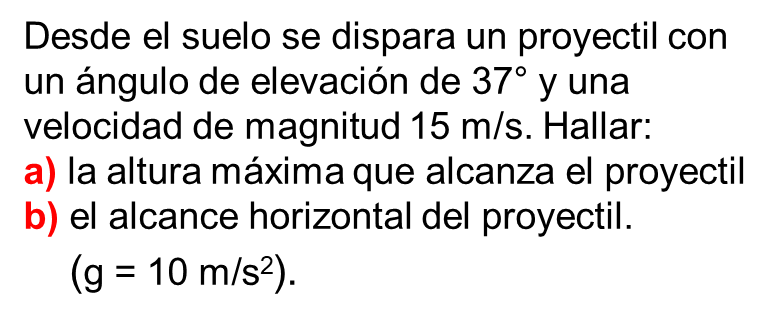 Desde el suelo se dispara un proyectil con
un ángulo de elevación de 37° y una
velocidad de magnitud 15 m/s. Hallar:
a) la altura máxima que alcanza el proyectil
b) el alcance horizontal del proyectil.
(g = 10 m/s²).